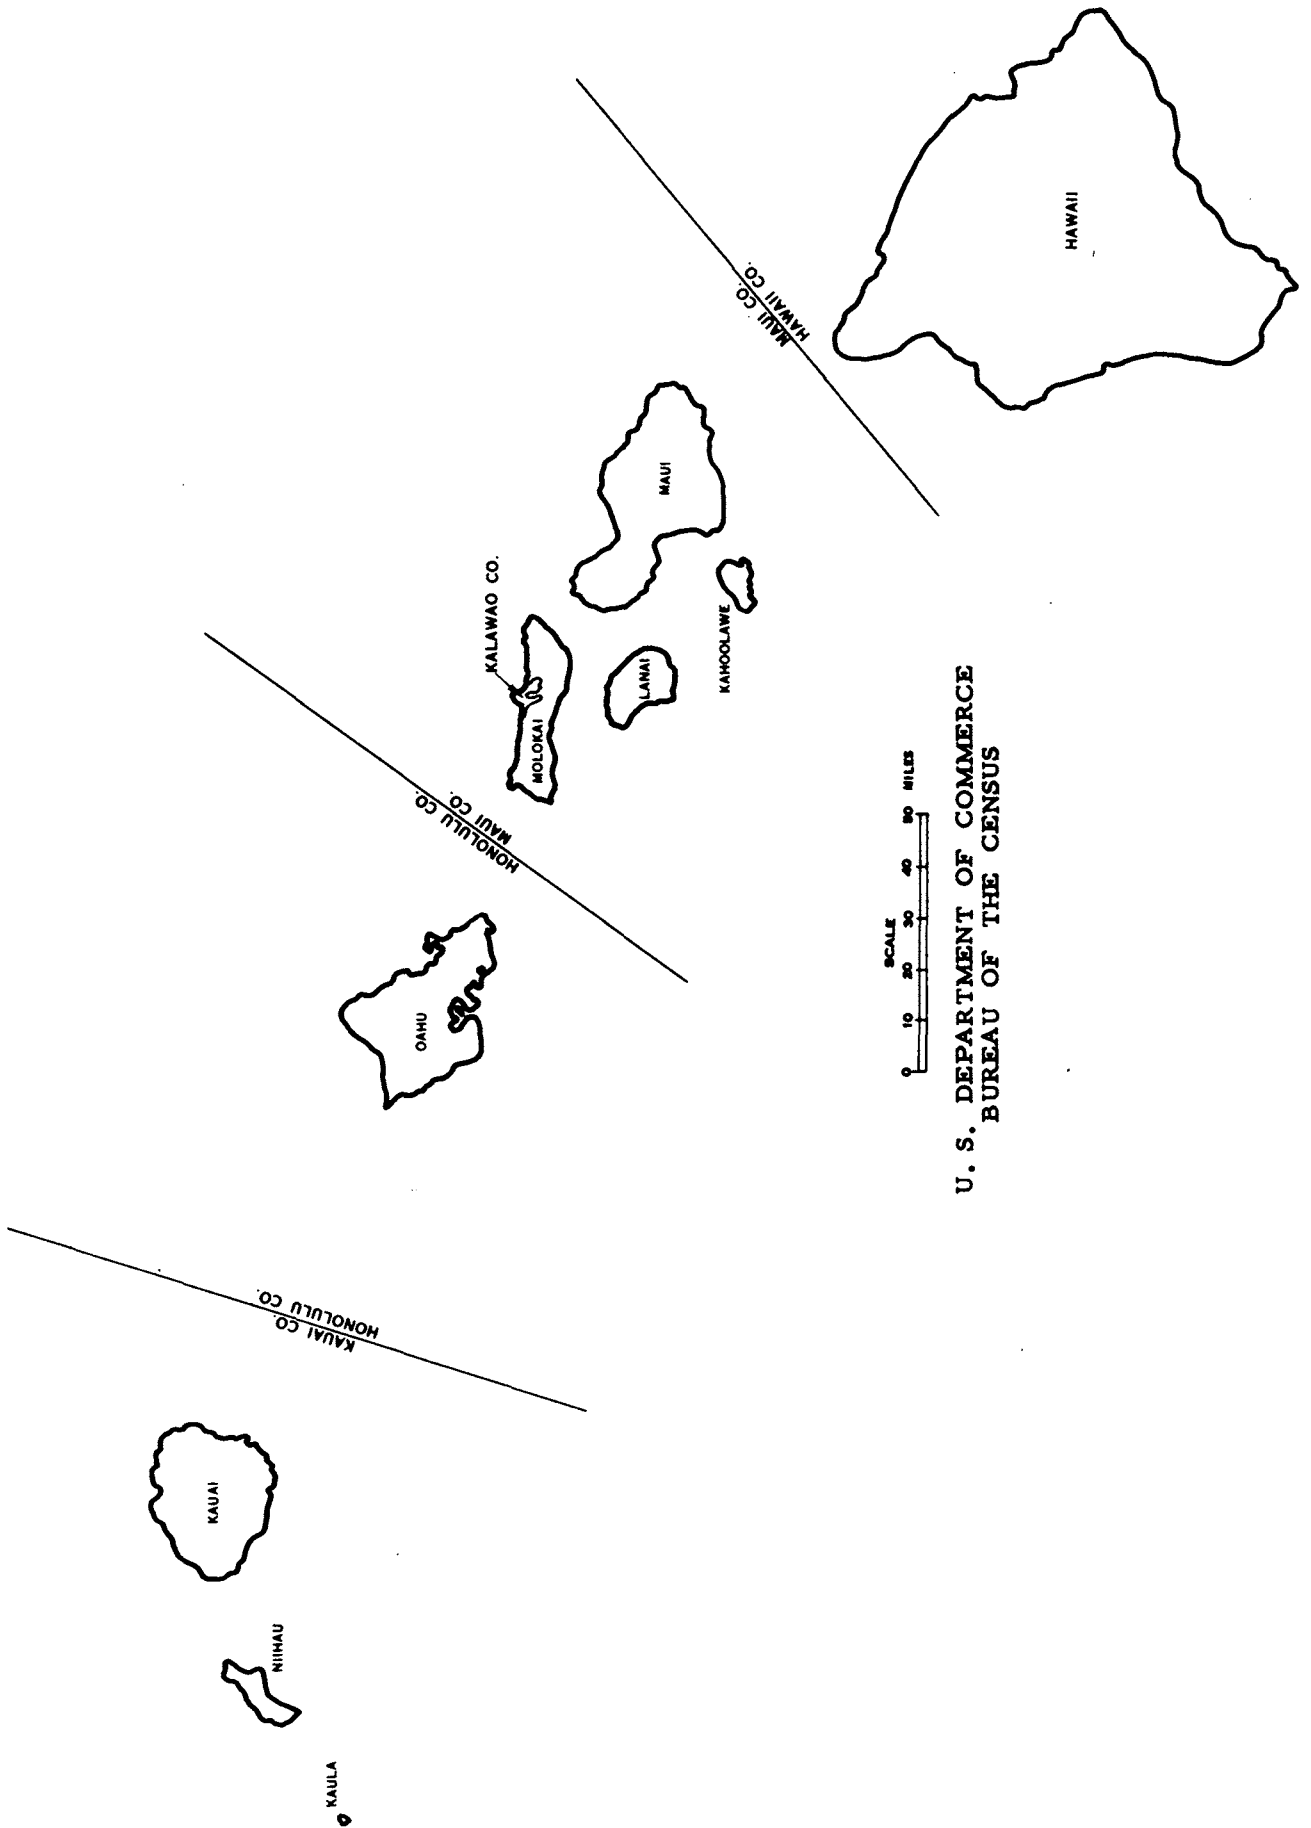 KAULA
NIIHAU
KAUAI
KAUAI CO.
HONOLULU CO.
OAHU
HONOLULU CO.
MAUI CO.
KALAWAO CO.
MOLOKAI
LANAI
MAUI
KAHOOLAWE
MAUI CO.
HAWAII CO.
HAWAII
SCALE
0 10 20 30 40 50 MILES
U. S. DEPARTMENT OF COMMERCE
BUREAU OF THE CENSUS